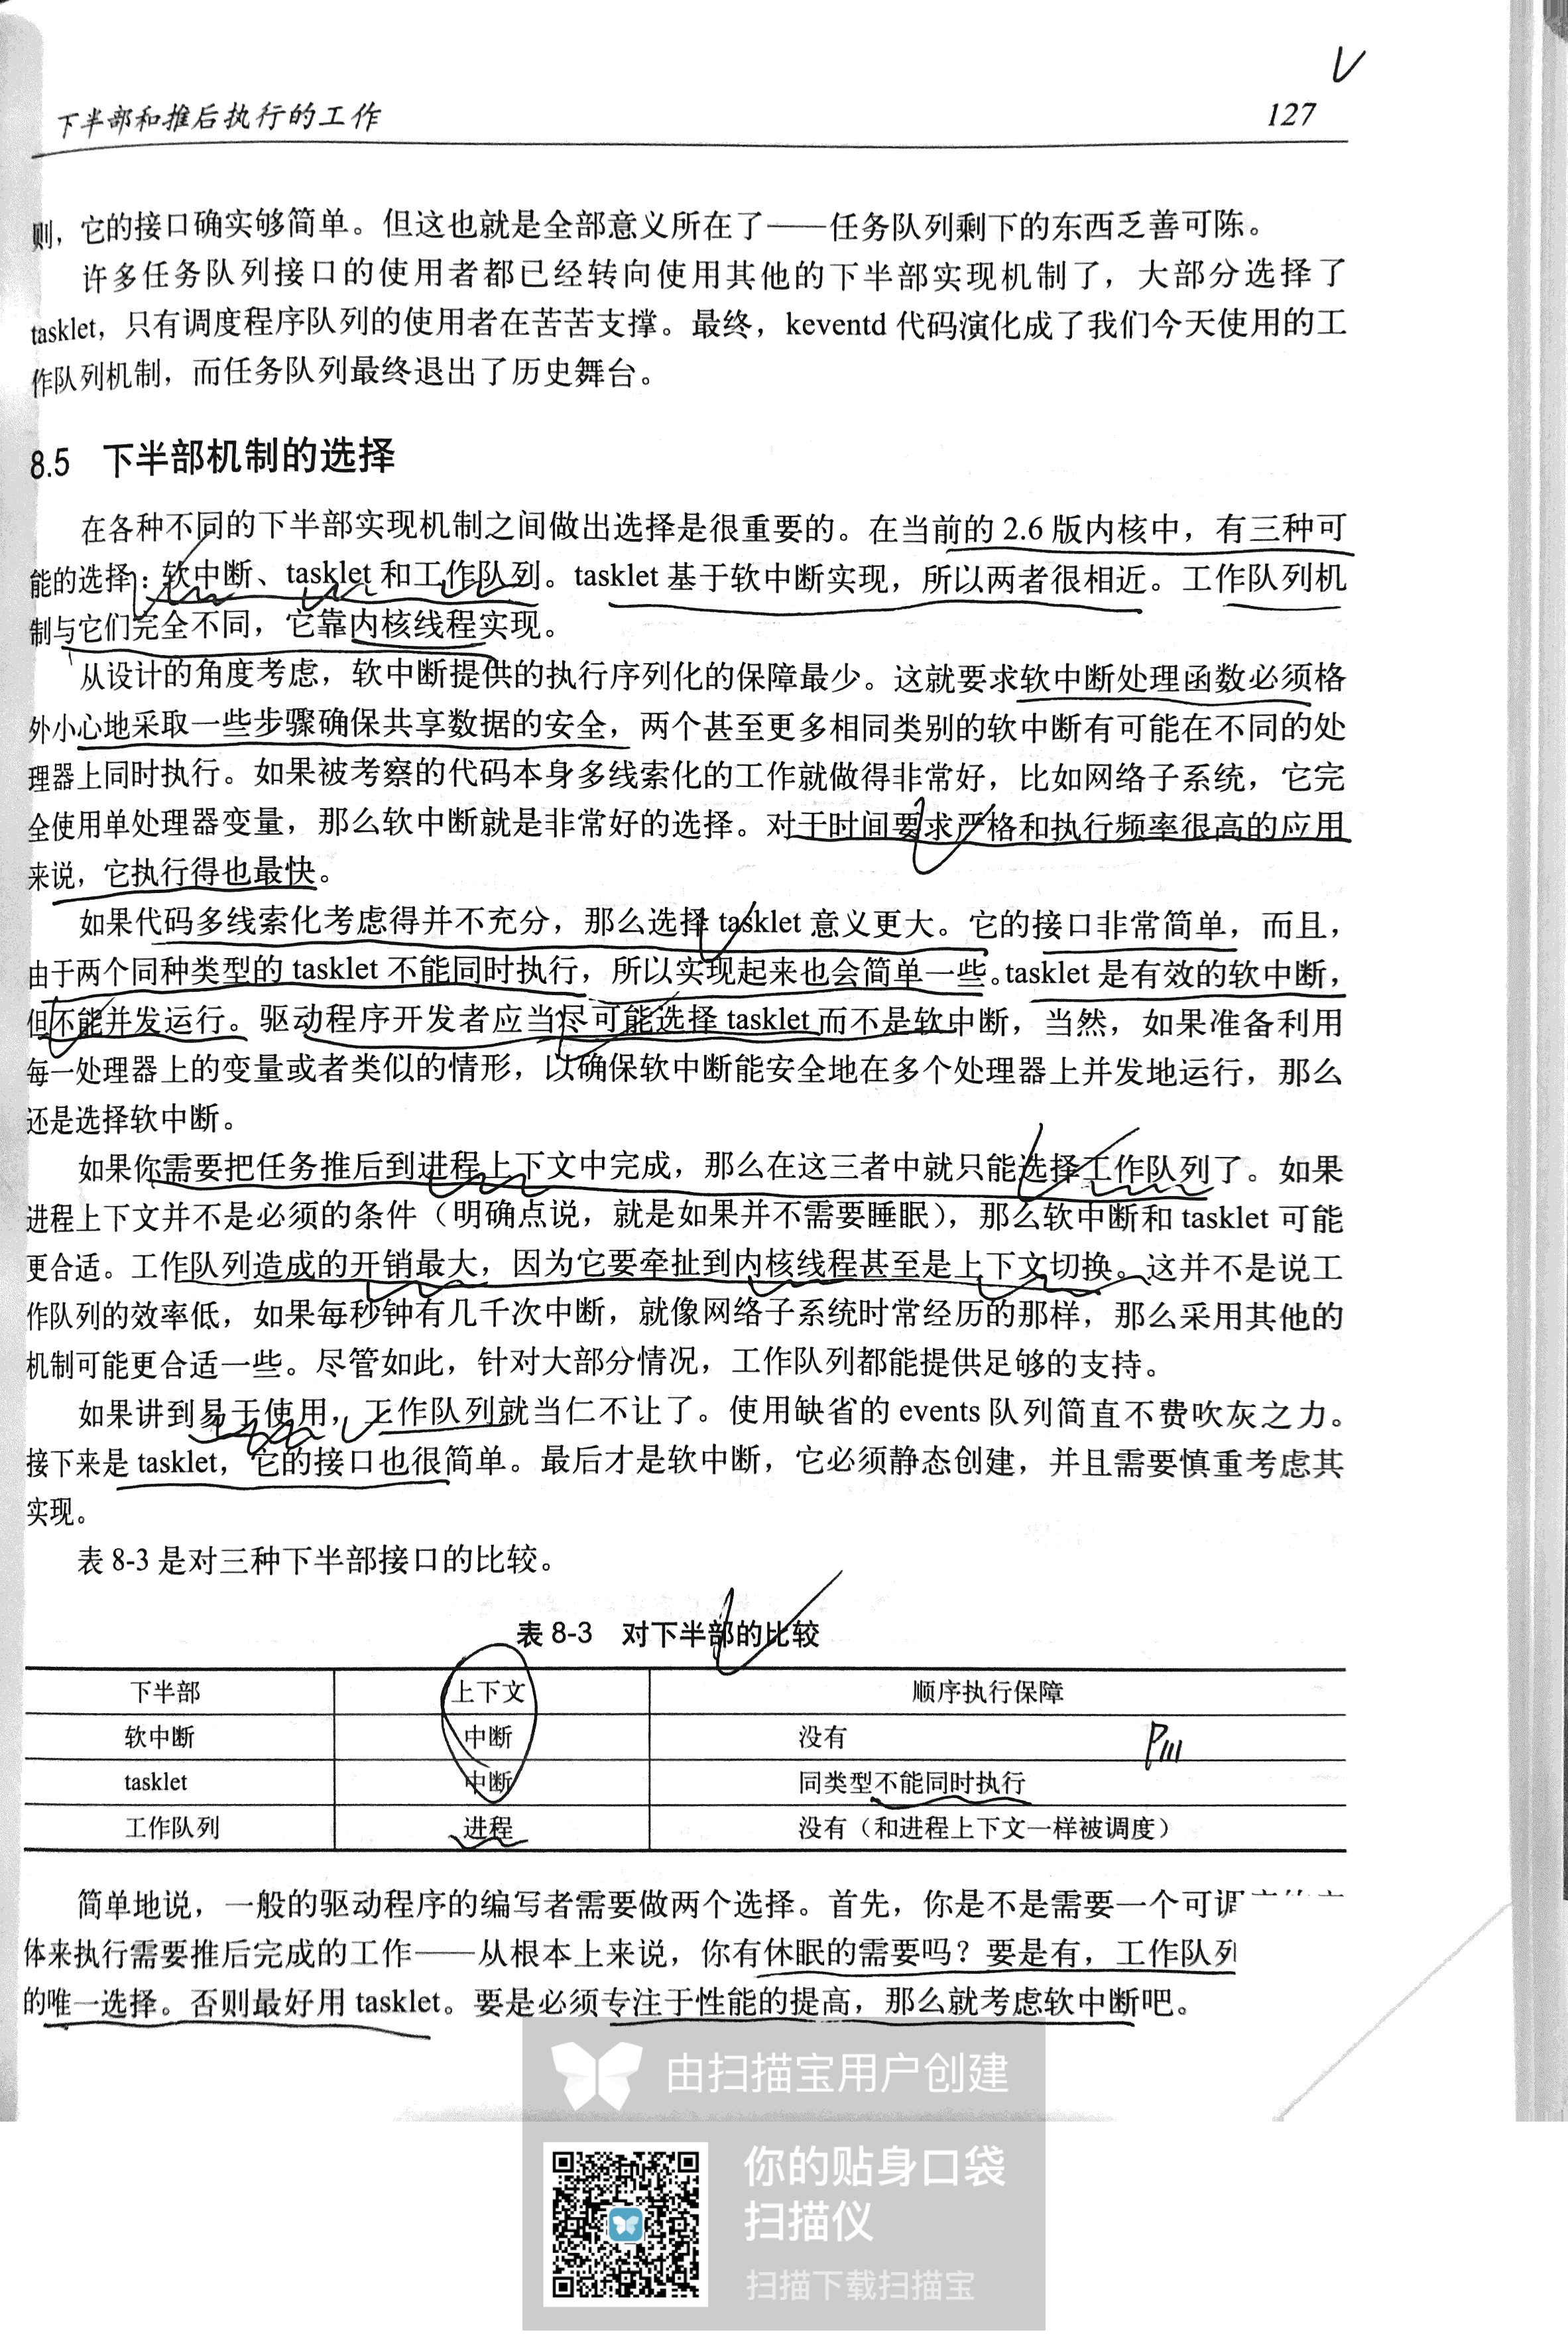 下半部和推后执行的工作 127
则，它的接口确实够简单。但这也就是全部意义所在了——任务队列剩下的东西乏善可陈。
许多任务队列接口的使用者都已经转向使用其他的下半部实现机制了，大部分选择了
tasklet，只有调度程序队列的使用者在苦苦支撑。最终，keventd 代码演化成了我们今天使用的工
作队列机制，而任务队列最终退出了历史舞台。
8.5 下半部机制的选择
在各种不同的下半部实现机制之间做出选择是很重要的。在当前的 2.6 版内核中，有三种可
能的选择：软中断、tasklet 和工作队列。tasklet 基于软中断实现，所以两者很相近。工作队列机
制与它们完全不同，它靠内核线程实现。
从设计的角度考虑，软中断提供的执行序列化的保障最少。这就要求软中断处理函数必须格
外小心地采取一些步骤确保共享数据的安全，两个甚至更多相同类别的软中断有可能在不同的处
理器上同时执行。如果被考察的代码本身多线索化的工作就做得非常好，比如网络子系统，它完
全使用单处理器变量，那么软中断就是非常好的选择。对于时间要求严格和执行频率很高的应用
来说，它执行得也最快。
如果代码多线索化考虑得并不充分，那么选择 tasklet 意义更大。它的接口非常简单，而且，
由于两个同种类型的 tasklet 不能同时执行，所以实现起来也会简单一些。tasklet 是有效的软中断，
但不能并发运行。驱动程序开发者应当尽可能选择 tasklet 而不是软中断，当然，如果准备利用
每一处理器上的变量或者类似的情形，以确保软中断能安全地在多个处理器上并发地运行，那么
还是选择软中断。
如果你需要把任务推后到进程上下文中完成，那么在这三者中就只能选择工作队列了。如果
进程上下文并不是必须的条件（明确点说，就是如果并不需要睡眠），那么软中断和 tasklet 可能
更合适。工作队列造成的开销最大，因为它要牵扯到内核线程甚至是上下文切换。这并不是说工
作队列的效率低，如果每秒钟有几千次中断，就像网络子系统时常经历的那样，那么采用其他的
机制可能更合适一些。尽管如此，针对大部分情况，工作队列都能提供足够的支持。
如果讲到易于使用，工作队列就当仁不让了。使用缺省的 events 队列简直不费吹灰之力。
接下来是 tasklet，它的接口也很简单。最后才是软中断，它必须静态创建，并且需要慎重考虑其
实现。
表 8-3 是对三种下半部接口的比较。
表 8-3 对下半部的比较
下半部 上下文 顺序执行保障
软中断 中断 没有 P111
tasklet 中断 同类型不能同时执行
工作队列 进程 没有（和进程上下文一样被调度）
简单地说，一般的驱动程序的编写者需要做两个选择。首先，你是不是需要一个可调
体来执行需要推后完成的工作——从根本上来说，你有休眠的需要吗？要是有，工作队列
的唯一选择。否则最好用 tasklet。要是必须专注于性能的提高，那么就考虑软中断吧。
由扫描宝用户创建
你的贴身口袋
扫描仪
扫描下载扫描宝